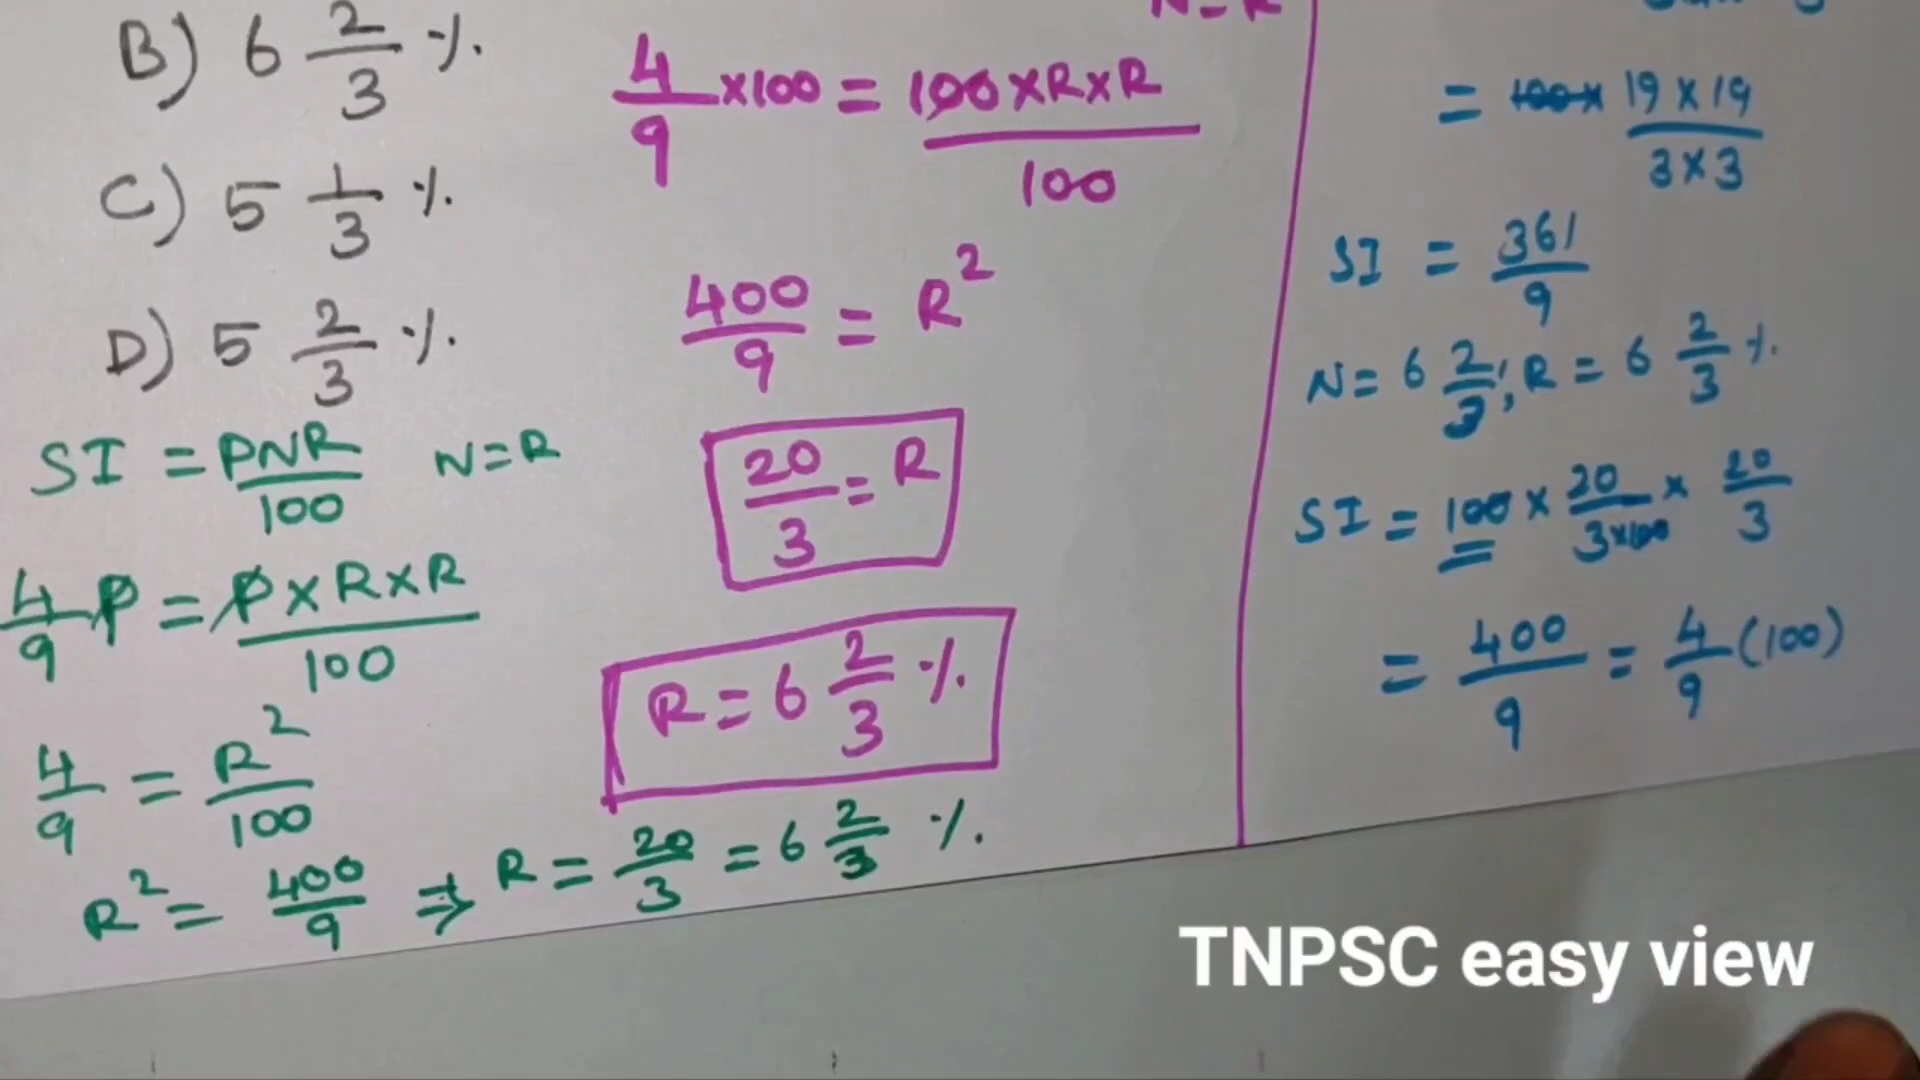 B) 6 2/3 %
C) 5 1/3 %
D) 5 2/3 %
SI = PNR/100 N=R
4/9 P = P×R×R/100
4/9 = R²/100
R² = 400/9 ⇒ R = 20/3 = 6 2/3 %
N=R
4/9 ×100 = 100×R×R/100
400/9 = R²
20/3 = R
R = 6 2/3 %
= 100× 19×19/3×3
SI = 361/9
N= 6 2/3; R = 6 2/3 %
SI = 100 × 20/3×100 × 20/3
= 400/9 = 4/9 (100)
TNPSC easy view